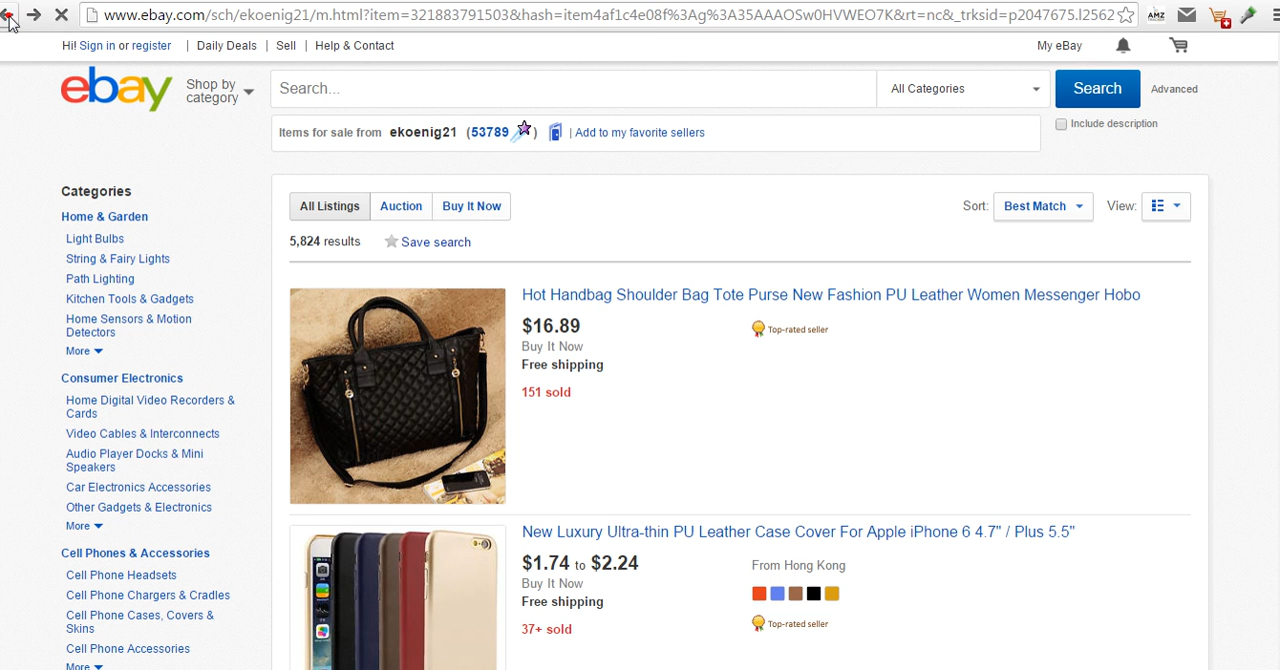 www.ebay.com/sch/ekoenig21/m.html?item=321883791503&hash=item4af1c4e08f%3Ag%3A35AAAOSw0HVWEO7K&rt=nc&_trksid=p2047675.l2562
AMZ
Hi! Sign in or register | Daily Deals | Sell | Help & Contact
My eBay
ebay
Shop by category
Search...
All Categories
Search
Advanced
Items for sale from ekoenig21 (53789) | Add to my favorite sellers
Include description
Categories
Home & Garden
Light Bulbs
String & Fairy Lights
Path Lighting
Kitchen Tools & Gadgets
Home Sensors & Motion
Detectors
More
Consumer Electronics
Home Digital Video Recorders &
Cards
Video Cables & Interconnects
Audio Player Docks & Mini
Speakers
Car Electronics Accessories
Other Gadgets & Electronics
More
Cell Phones & Accessories
Cell Phone Headsets
Cell Phone Chargers & Cradles
Cell Phone Cases, Covers &
Skins
Cell Phone Accessories
More
All Listings
Auction
Buy It Now
Sort: Best Match
View:
5,824 results
Save search
Hot Handbag Shoulder Bag Tote Purse New Fashion PU Leather Women Messenger Hobo
$16.89
Top-rated seller
Buy It Now
Free shipping
151 sold
New Luxury Ultra-thin PU Leather Case Cover For Apple iPhone 6 4.7" / Plus 5.5"
$1.74 to $2.24
From Hong Kong
Buy It Now
Free shipping
Top-rated seller
37+ sold